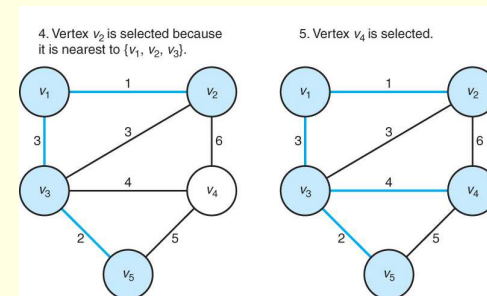 4. Vertex v2 is selected because
it is nearest to {v1, v2, v3}.
v1
1
v2
3
3
6
v3
4
v4
2
5
v5
5. Vertex v4 is selected.
v1
1
v2
3
3
6
v3
4
v4
2
5
v5